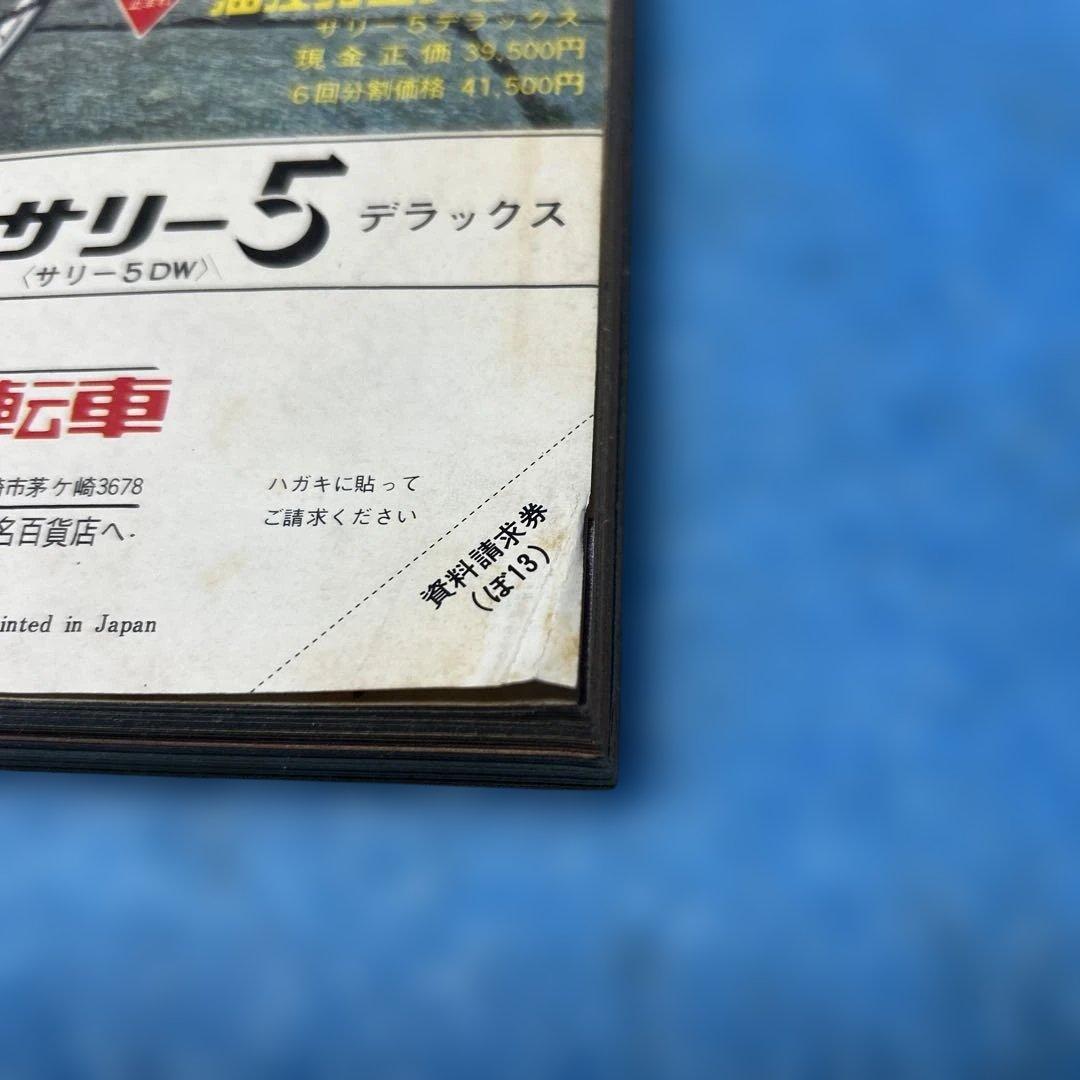 サリー5デラックス
現金正価 39,500円
6回分割価格 41,500円
サリー5 デラックス
〈サリー5DW〉
転車
市茅ケ崎3678
名百貨店へ・
ハガキに貼って
ご請求ください
資料請求券
(ぼ13)
inted in Japan